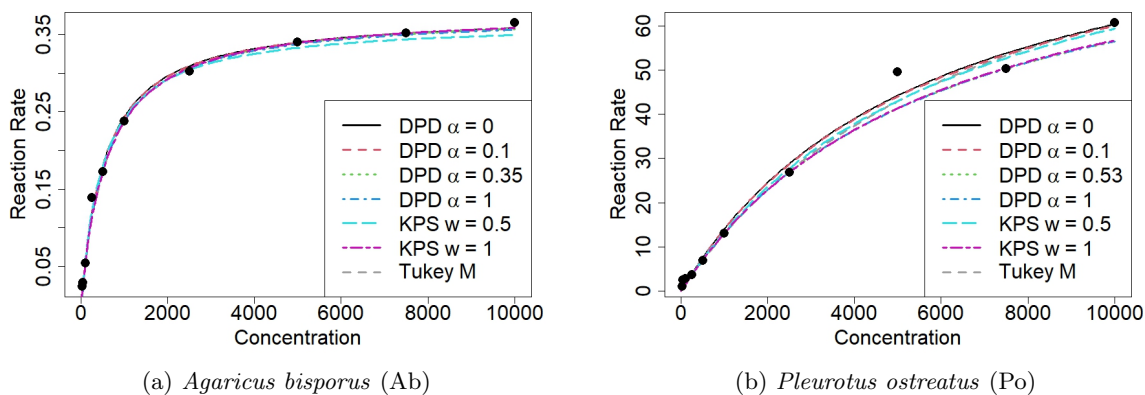 Reaction Rate
0.05 0.15 0.25 0.35
0 2000 4000 6000 8000 10000
Concentration
DPD α = 0
DPD α = 0.1
DPD α = 0.35
DPD α = 1
KPS w = 0.5
KPS w = 1
Tukey M
(a) Agaricus bisporus (Ab)
Reaction Rate
0 10 20 30 40 50 60
0 2000 4000 6000 8000 10000
Concentration
DPD α = 0
DPD α = 0.1
DPD α = 0.53
DPD α = 1
KPS w = 0.5
KPS w = 1
Tukey M
(b) Pleurotus ostreatus (Po)